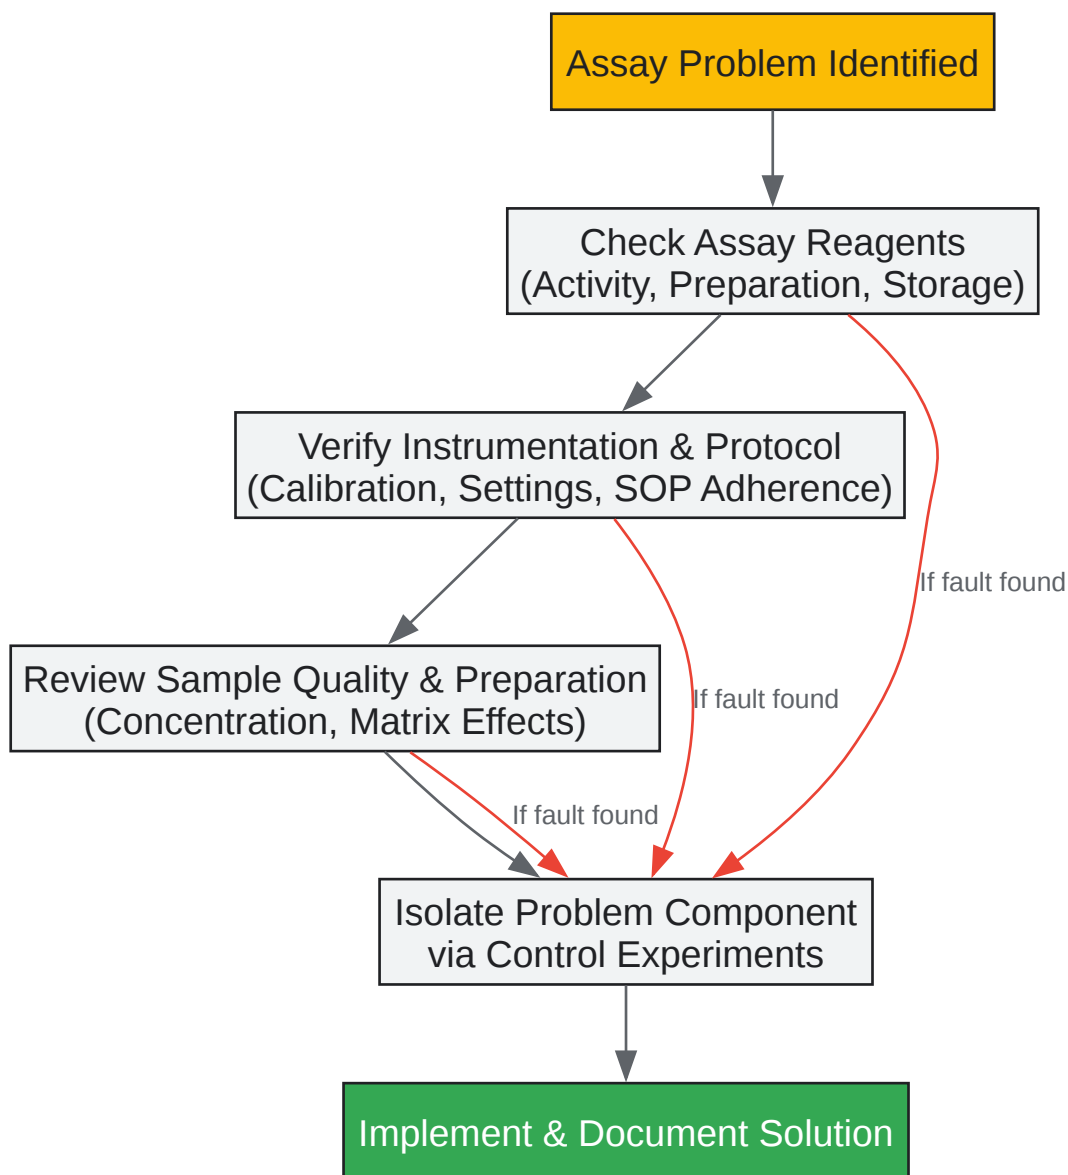 Assay Problem Identified
Check Assay Reagents
(Activity, Preparation, Storage)
Verify Instrumentation & Protocol
(Calibration, Settings, SOP Adherence)
If fault found
Review Sample Quality & Preparation
(Concentration, Matrix Effects)
If fault found
If fault found
Isolate Problem Component
via Control Experiments
Implement & Document Solution